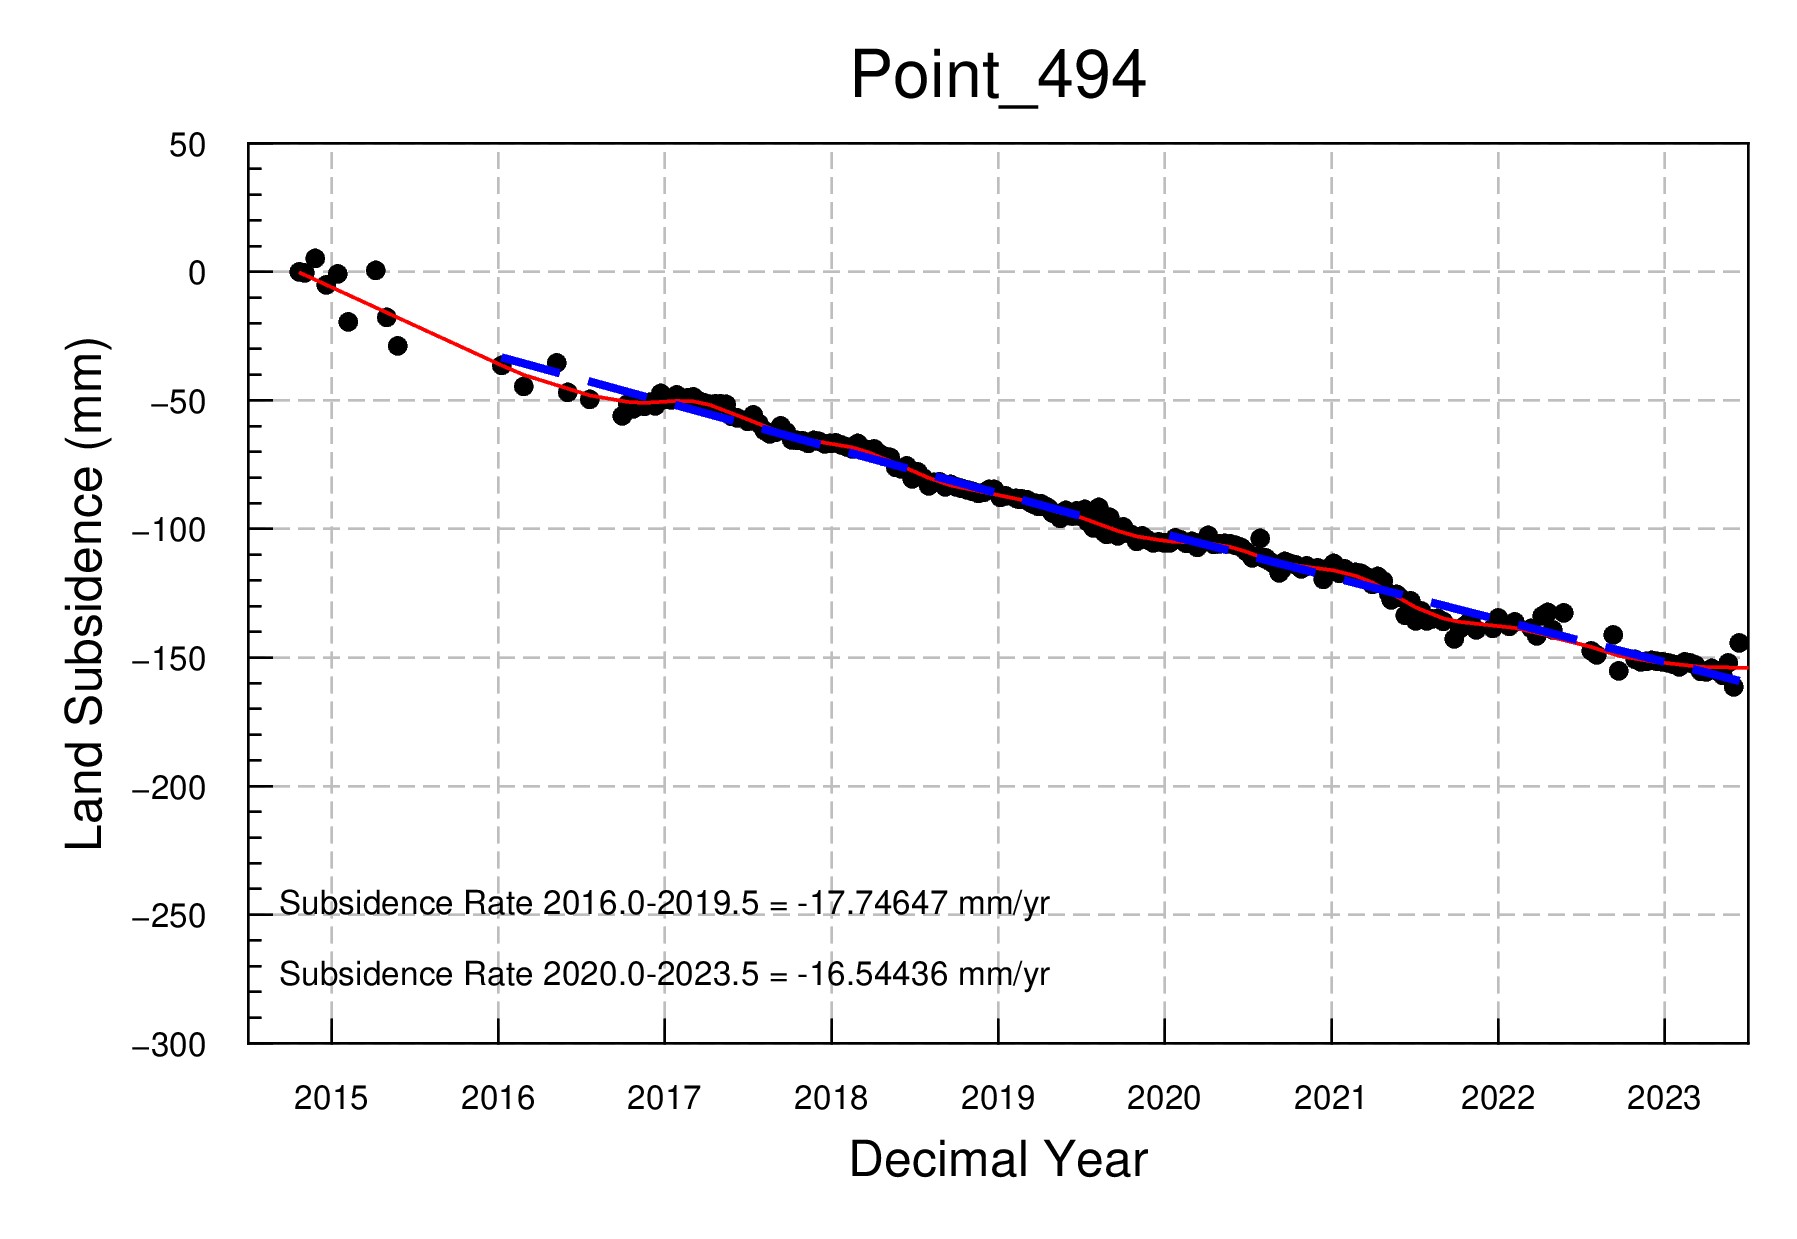 Point_494
50
0
−50
−100
−150
−200
−250
−300
Land Subsidence (mm)
Subsidence Rate 2016.0-2019.5 = -17.74647 mm/yr
Subsidence Rate 2020.0-2023.5 = -16.54436 mm/yr
2015 2016 2017 2018 2019 2020 2021 2022 2023
Decimal Year